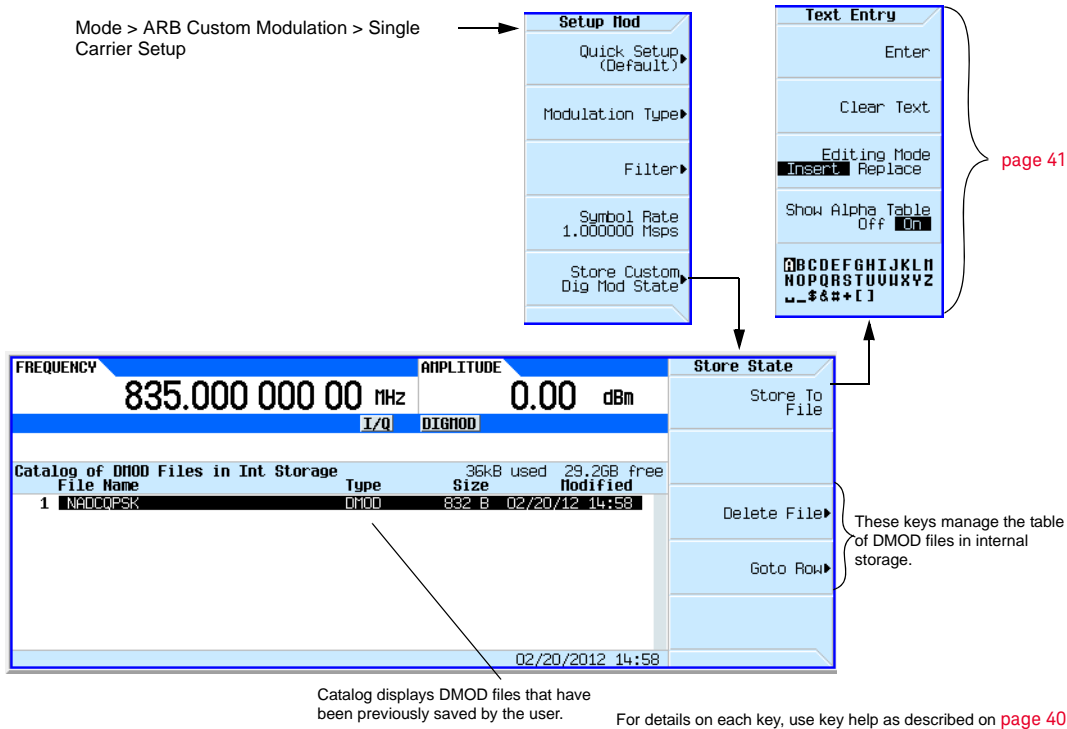 Mode > ARB Custom Modulation > Single
Carrier Setup
Setup Mod
Quick Setup
(Default)
Modulation Type
Filter
Symbol Rate
1.000000 Msps
Store Custom
Dig Mod State
Text Entry
Enter
Clear Text
Editing Mode
Insert Replace
Show Alpha Table
Off On
ABCDEFGHIJKLM
NOPQRSTUVWXYZ
␣_$&#+[]
page 41
FREQUENCY
835.000 000 00 MHz
AMPLITUDE
0.00 dBm
I/Q DIGMOD
Catalog of DMOD Files in Int Storage 36kB used 29.2GB free
File Name Type Size Modified
1 NADCQPSK DMOD 832 B 02/20/12 14:58
02/20/2012 14:58
Store State
Store To
File
Delete File
Goto Row
These keys manage the table
of DMOD files in internal
storage.
Catalog displays DMOD files that have
been previously saved by the user.
For details on each key, use key help as described on page 40